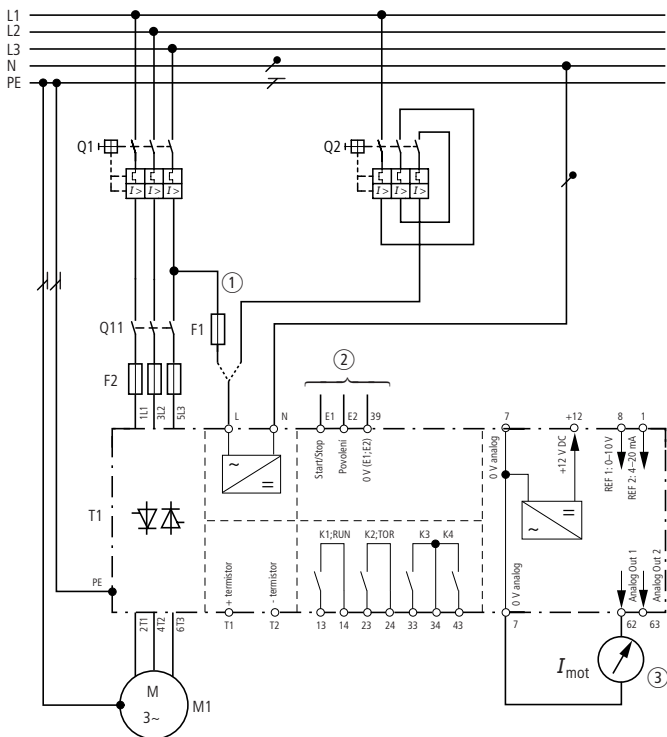 L1
L2
L3
N
PE
Q1
Q2
I> I> I>
I> I> I>
1
Q11
F1
2
F2
1L1
3L2
5L3
L
N
E1
E2
39
7
+12
8
1
Start/Stop
Povolení
0 V (E1;E2)
0 V analog
+12 V DC
REF 1: 0–10 V
REF 2: 4–20 mA
~
=
=
~
T1
K1;RUN
K2;TOR
K3
K4
PE
+ termistor
- termistor
0 V analog
Analog Out 1
Analog Out 2
2T1
4T2
6T3
T1
T2
13
14
23
24
33
34
43
7
62
63
M
3~
M1
Imot
3